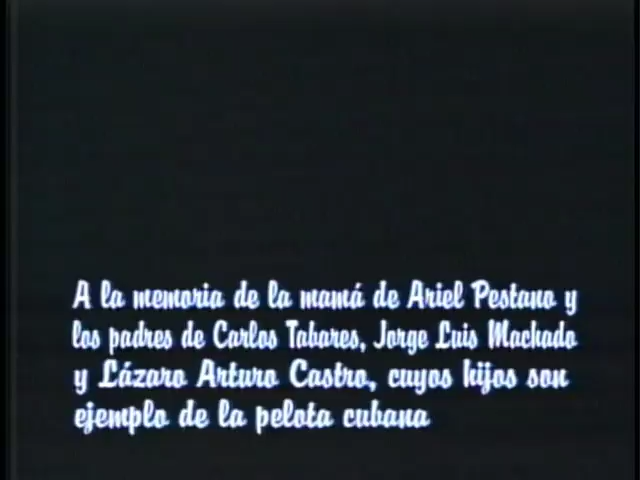 A la memoria de la mamá de Ariel Pestano y
los padres de Carlos Tabares, Jorge Luis Machado
y Lázaro Arturo Castro, cuyos hijos son
ejemplo de la pelota cubana